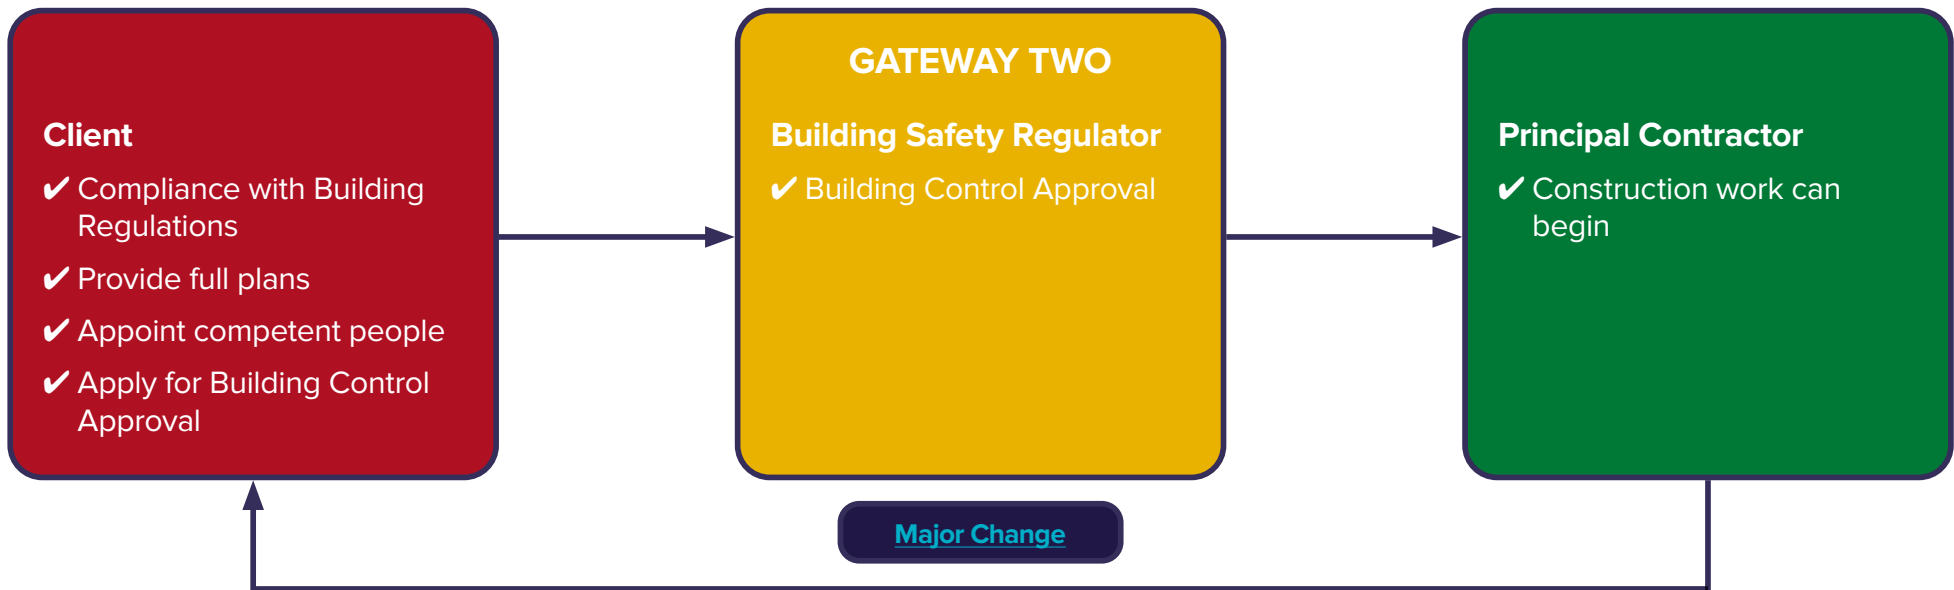 Client
✔ Compliance with Building
Regulations
✔ Provide full plans
✔ Appoint competent people
✔ Apply for Building Control
Approval
GATEWAY TWO
Building Safety Regulator
✔ Building Control Approval
Principal Contractor
✔ Construction work can
begin
Major Change